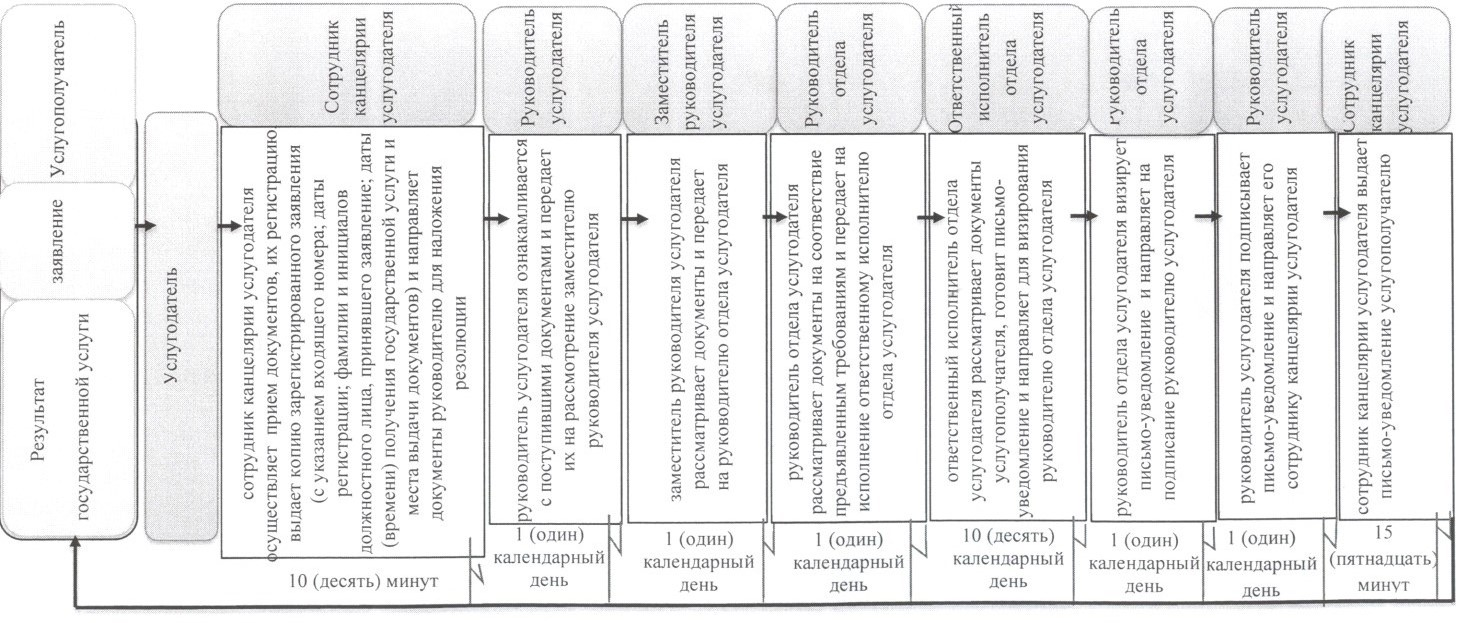 Услугополучатель
заявление
Результат
государственной услуги
Услугодатель
Сотрудник
канцелярии
услугодателя
сотрудник канцелярии услугодателя
осуществляет прием документов, их регистрацию
выдает копию зарегистрированного заявления
(с указанием входящего номера; даты
регистрации; фамилии и инициалов
должностного лица, принявшего заявление; даты
(времени) получения государственной услуги и
места выдачи документов) и направляет
документы руководителю для наложения
резолюции
10 (десять) минут
Руководитель
услугодателя
руководитель услугодателя ознакамливается
с поступившими документами и передает
их на рассмотрение заместителю
руководителя услугодателя
1 (один)
календарный
день
Заместитель
руководителя
услугодателя
заместитель руководителя услугодателя
рассматривает документы и передает
на руководителю отдела услугодателя
1 (один)
календарный
день
Руководитель
отдела
услугодателя
руководитель отдела услугодателя
рассматривает документы на соответствие
предъявленным требованиям и передает на
исполнение ответственному исполнителю
отдела услугодателя
1 (один)
календарный
день
Ответственный
исполнитель
отдела
услугодателя
ответственный исполнитель отдела
услугодателя рассматривает документы
услугополучателя, готовит письмо-
уведомление и направляет для визирования
руководителю отдела услугодателя
10 (десять)
календарный
день
Руководитель
отдела
услугодателя
руководитель отдела услугодателя визирует
письмо-уведомление и направляет на
подписание руководителю услугодателя
1 (один)
календарный
день
Руководитель
услугодателя
руководитель услугодателя подписывает
письмо-уведомление и направляет его
сотруднику канцелярии услугодателя
1 (один)
календарный
день
Сотрудник
канцелярии
услугодателя
сотрудник канцелярии услугодателя выдает
письмо-уведомление услугополучателю
15
(пятнадцать)
минут